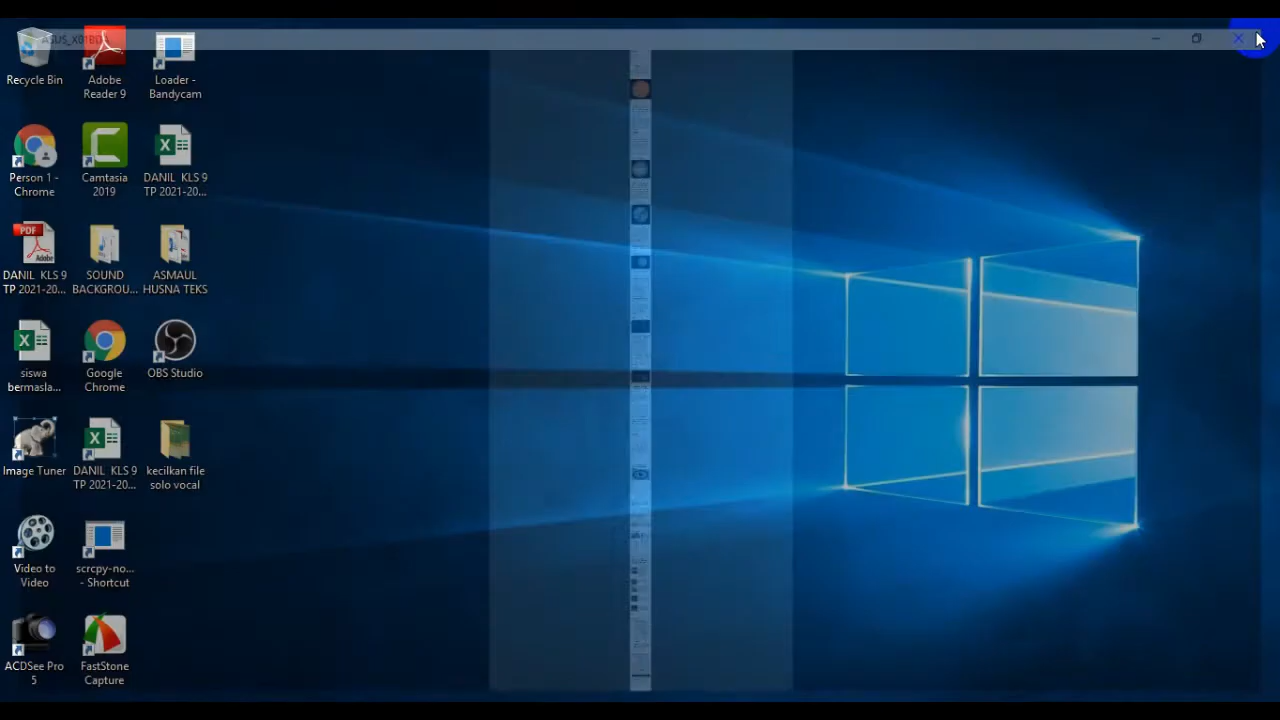 ASUS_X01BDA
Recycle Bin
Adobe
Reader 9
Loader -
Bandycam
Person 1 -
Chrome
Camtasia
2019
DANIL KLS 9
TP 2021-20...
DANIL KLS 9
TP 2021-20...
SOUND
BACKGROU...
ASMAUL
HUSNA TEKS
siswa
bermasla...
Google
Chrome
OBS Studio
Image Tuner
DANIL KLS 9
TP 2021-20...
kecilkan file
solo vocal
Video to
Video
scrcpy-no...
- Shortcut
ACDSee Pro
5
FastStone
Capture